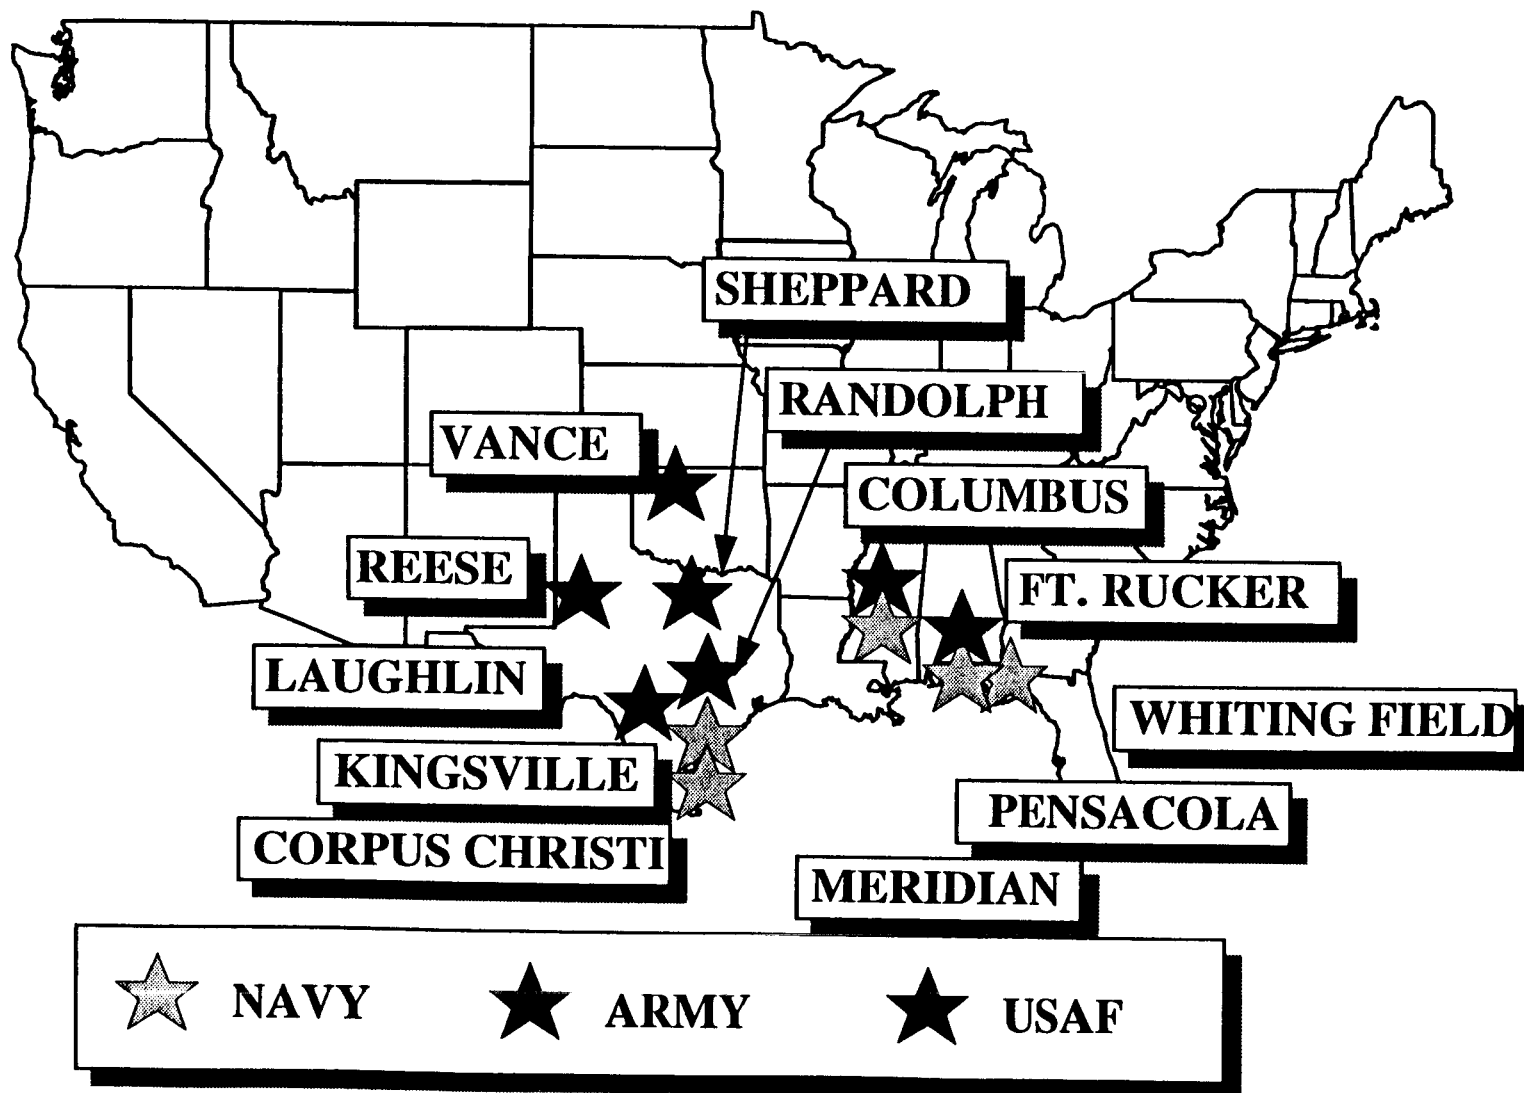 SHEPPARD
RANDOLPH
VANCE
COLUMBUS
REESE
FT. RUCKER
LAUGHLIN
WHITING FIELD
KINGSVILLE
PENSACOLA
CORPUS CHRISTI
MERIDIAN
NAVY ARMY USAF